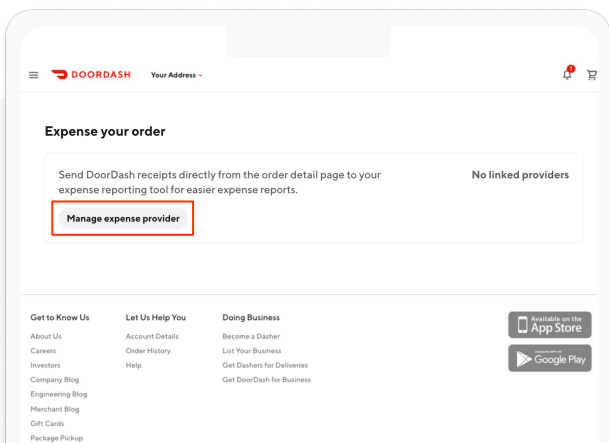 DOORDASH Your Address
1
Expense your order
Send DoorDash receipts directly from the order detail page to your
expense reporting tool for easier expense reports.
No linked providers
Manage expense provider
Get to Know Us
About Us
Careers
Investors
Company Blog
Engineering Blog
Merchant Blog
Gift Cards
Package Pickup
Let Us Help You
Account Details
Order History
Help
Doing Business
Become a Dasher
List Your Business
Get Dashers for Deliveries
Get DoorDash for Business
Available on the
App Store
Google Play